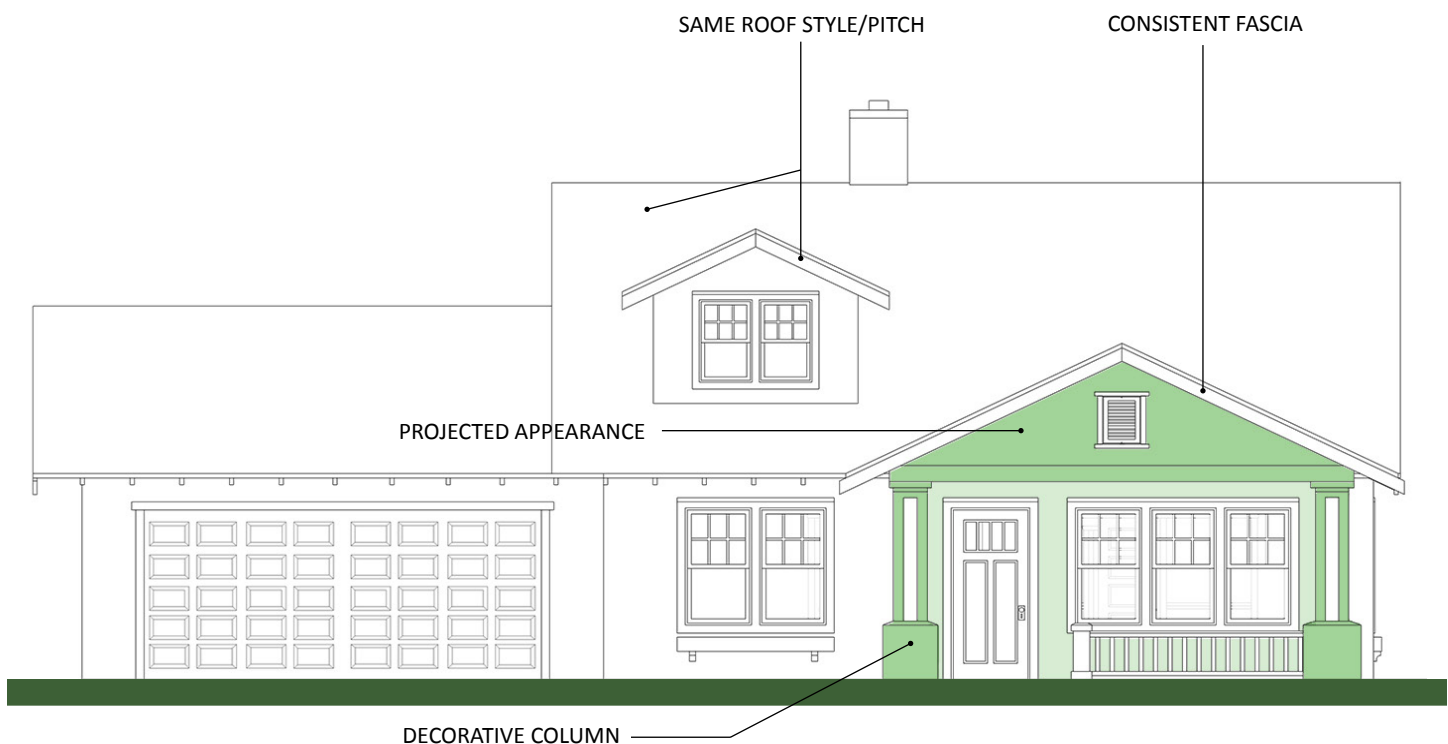 SAME ROOF STYLE/PITCH
CONSISTENT FASCIA
PROJECTED APPEARANCE
DECORATIVE COLUMN